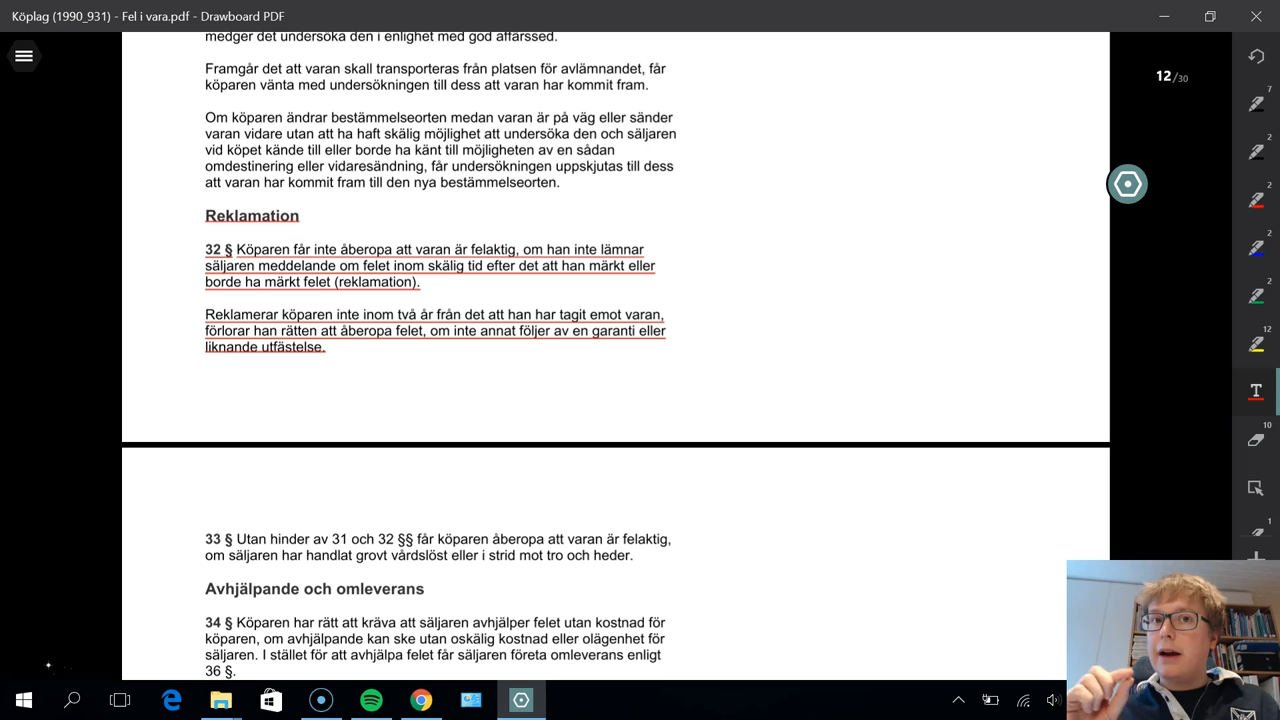 Köplag (1990_931) - Fel i vara.pdf - Drawboard PDF
medger det undersöka den i enlighet med god affärssed.
12/30
Framgår det att varan skall transporteras från platsen för avlämnandet, får
köparen vänta med undersökningen till dess att varan har kommit fram.
Om köparen ändrar bestämmelseorten medan varan är på väg eller sänder
varan vidare utan att ha haft skälig möjlighet att undersöka den och säljaren
vid köpet kände till eller borde ha känt till möjligheten av en sådan
omdestinering eller vidaresändning, får undersökningen uppskjutas till dess
att varan har kommit fram till den nya bestämmelseorten.
Reklamation
32 § Köparen får inte åberopa att varan är felaktig, om han inte lämnar
säljaren meddelande om felet inom skälig tid efter det att han märkt eller
borde ha märkt felet (reklamation).
Reklamerar köparen inte inom två år från det att han har tagit emot varan,
förlorar han rätten att åberopa felet, om inte annat följer av en garanti eller
liknande utfästelse.
33 § Utan hinder av 31 och 32 §§ får köparen åberopa att varan är felaktig,
om säljaren har handlat grovt vårdslöst eller i strid mot tro och heder.
Avhjälpande och omleverans
34 § Köparen har rätt att kräva att säljaren avhjälper felet utan kostnad för
köparen, om avhjälpande kan ske utan oskälig kostnad eller olägenhet för
säljaren. I stället för att avhjälpa felet får säljaren företa omleverans enligt
36 §.
7
2
2
2
2
12
T
10
1